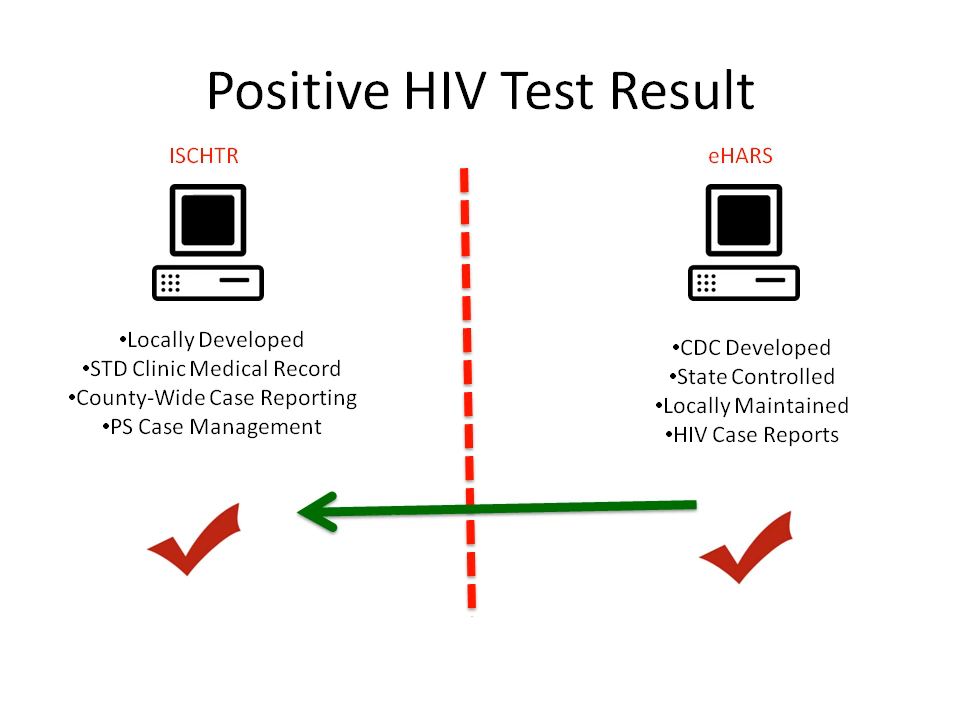 Positive HIV Test Result
ISCHTR
•Locally Developed
•STD Clinic Medical Record
•County-Wide Case Reporting
•PS Case Management
eHARS
•CDC Developed
•State Controlled
•Locally Maintained
•HIV Case Reports